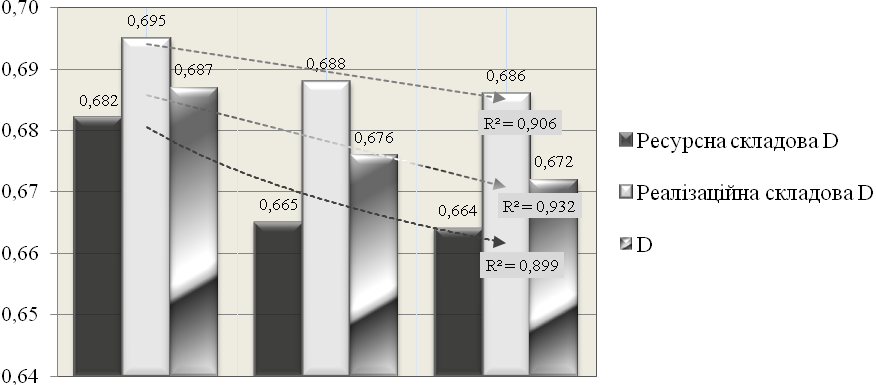 0,70
0,69
0,68
0,67
0,66
0,65
0,64
0,682
0,695
0,687
0,665
0,688
0,676
0,664
0,686
0,672
R²= 0,906
R²= 0,932
R²= 0,899
Ресурсна складова D
Реалізаційна складова D
D